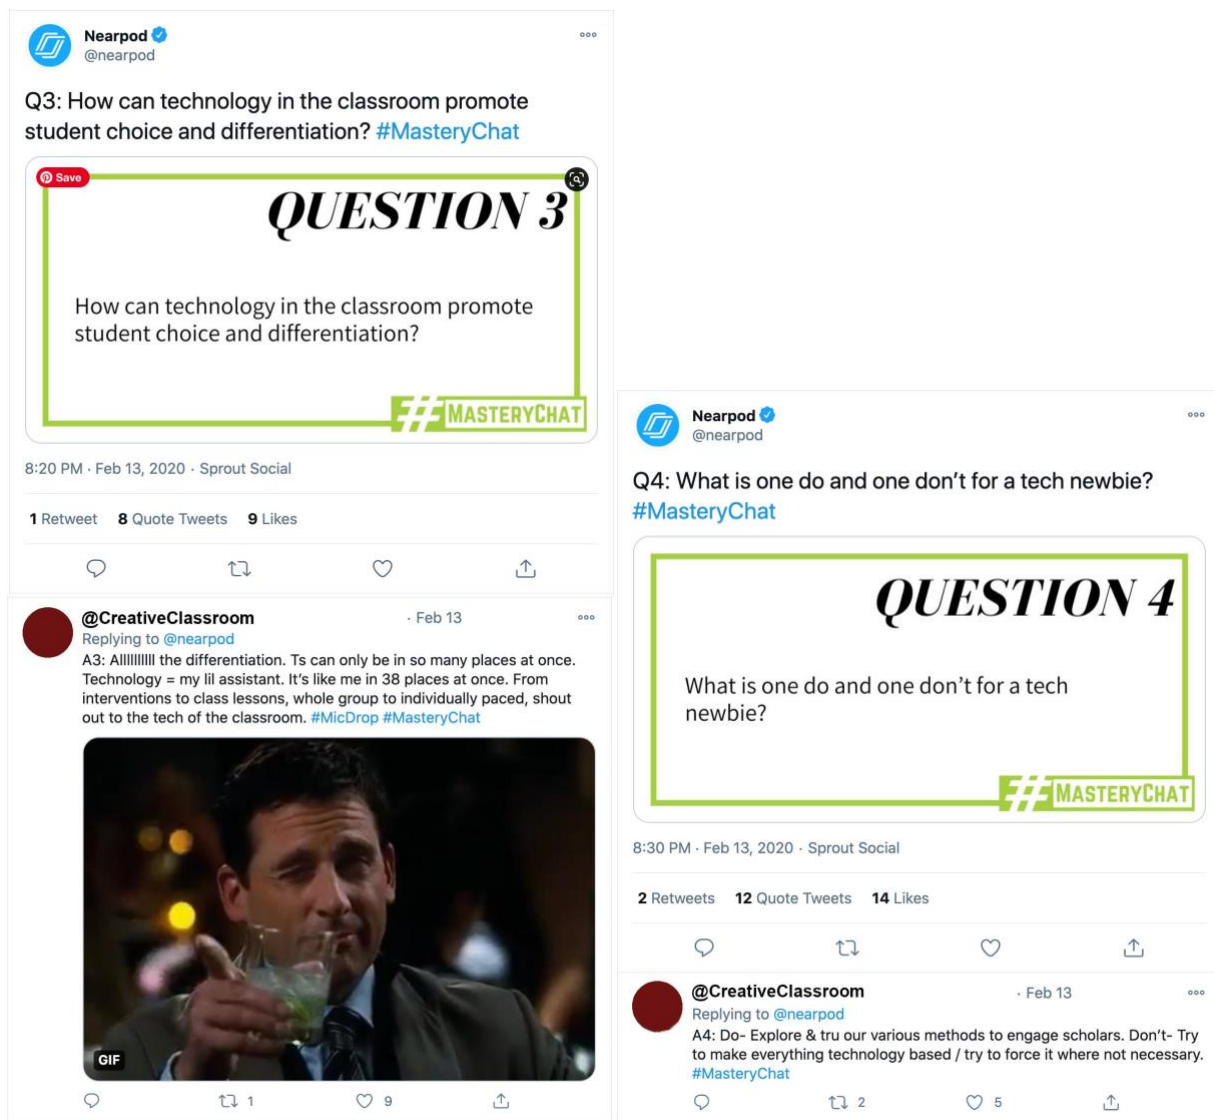 Nearpod
@nearpod
Q3: How can technology in the classroom promote
student choice and differentiation? #MasteryChat
Save
QUESTION 3
How can technology in the classroom promote
student choice and differentiation?
#MASTERYCHAT
8:20 PM · Feb 13, 2020 · Sprout Social
1 Retweet 8 Quote Tweets 9 Likes
@CreativeClassroom · Feb 13
Replying to @nearpod
A3: Alllllllllll the differentiation. Ts can only be in so many places at once.
Technology = my lil assistant. It's like me in 38 places at once. From
interventions to class lessons, whole group to individually paced, shout
out to the tech of the classroom. #MicDrop #MasteryChat
GIF
1 9
Nearpod
@nearpod
Q4: What is one do and one don't for a tech newbie?
#MasteryChat
QUESTION 4
What is one do and one don't for a tech
newbie?
#MASTERYCHAT
8:30 PM · Feb 13, 2020 · Sprout Social
2 Retweets 12 Quote Tweets 14 Likes
@CreativeClassroom · Feb 13
Replying to @nearpod
A4: Do- Explore & tru our various methods to engage scholars. Don't- Try
to make everything technology based / try to force it where not necessary.
#MasteryChat
2 5